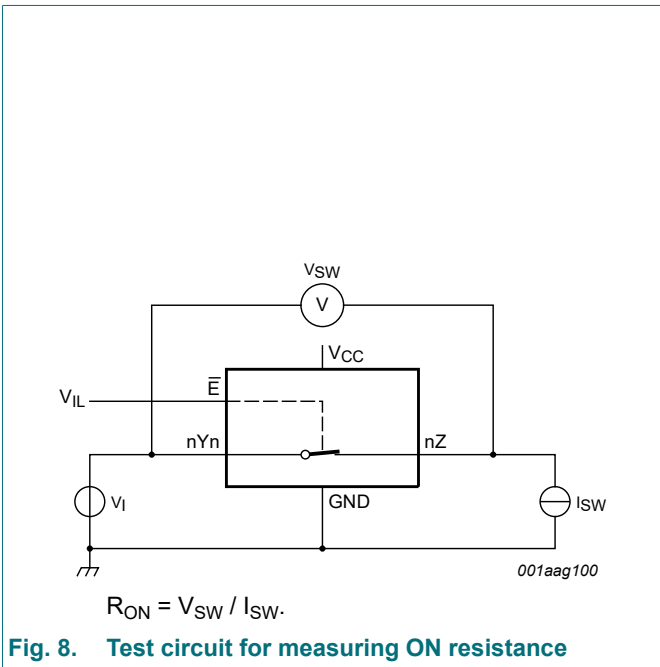 VSW
V
VCC
E̅
VIL
nYn
nZ
VI
GND
ISW
001aag100
RON = VSW / ISW.
Fig. 8. Test circuit for measuring ON resistance